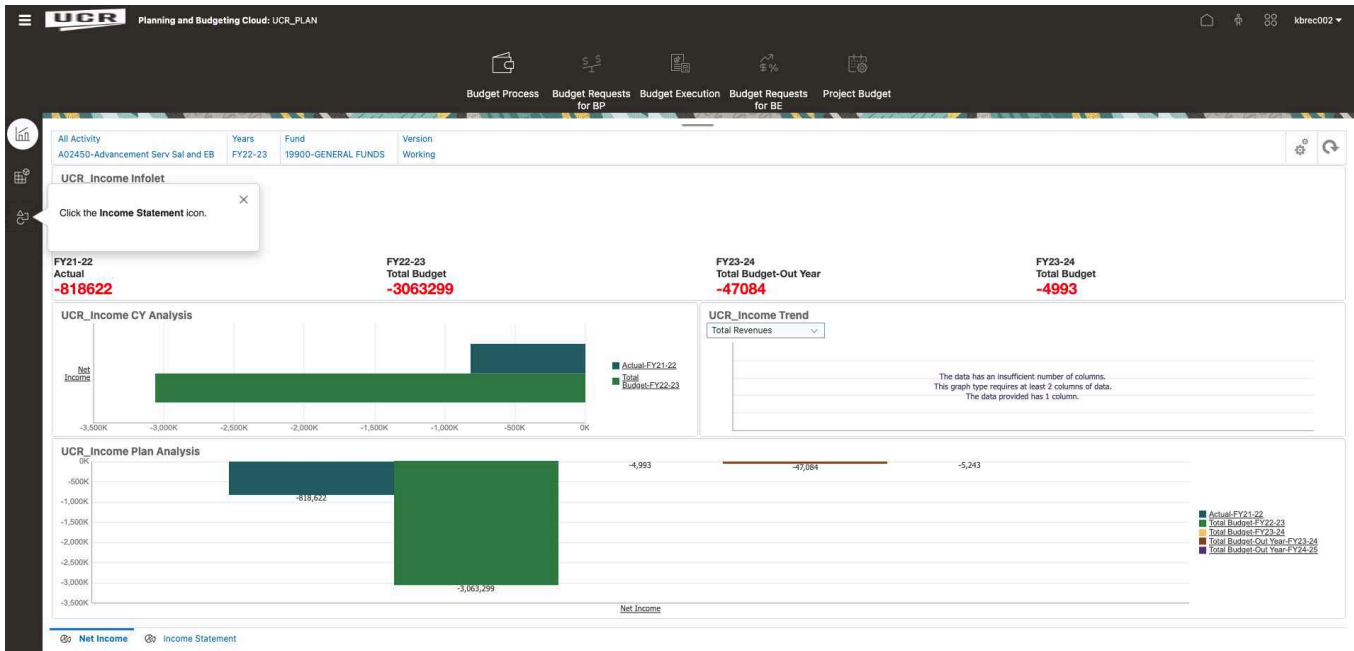 UCR Planning and Budgeting Cloud: UCR_PLAN kbrec002
Budget Process Budget Requests for BP Budget Execution Budget Requests for BE Project Budget
All Activity Years Fund Version
A02450-Advancement Serv Sal and EB FY22-23 19900-GENERAL FUNDS Working
UCR_Income Infolet
Click the Income Statement icon.
FY21-22 FY22-23 FY23-24 FY23-24
Actual Total Budget Total Budget-Out Year Total Budget
-818622 -3063299 -47084 -4993
UCR_Income CY Analysis
Net
Income
Actual-FY21-22
Total
Budget-FY22-23
-3,500K -3,000K -2,500K -2,000K -1,500K -1,000K -500K 0K
UCR_Income Trend
Total Revenues
The data has an insufficient number of columns.
This graph type requires at least 2 columns of data.
The data provided has 1 column.
UCR_Income Plan Analysis
0K
-500K
-1,000K
-1,500K
-2,000K
-2,500K
-3,000K
-3,500K
-818,622
-3,063,299
-4,993
-47,084
-5,243
Net Income
Actual-FY21-22
Total Budget-FY22-23
Total Budget-FY23-24
Total Budget-Out Year-FY23-24
Total Budget-Out Year-FY24-25
Net Income Income Statement